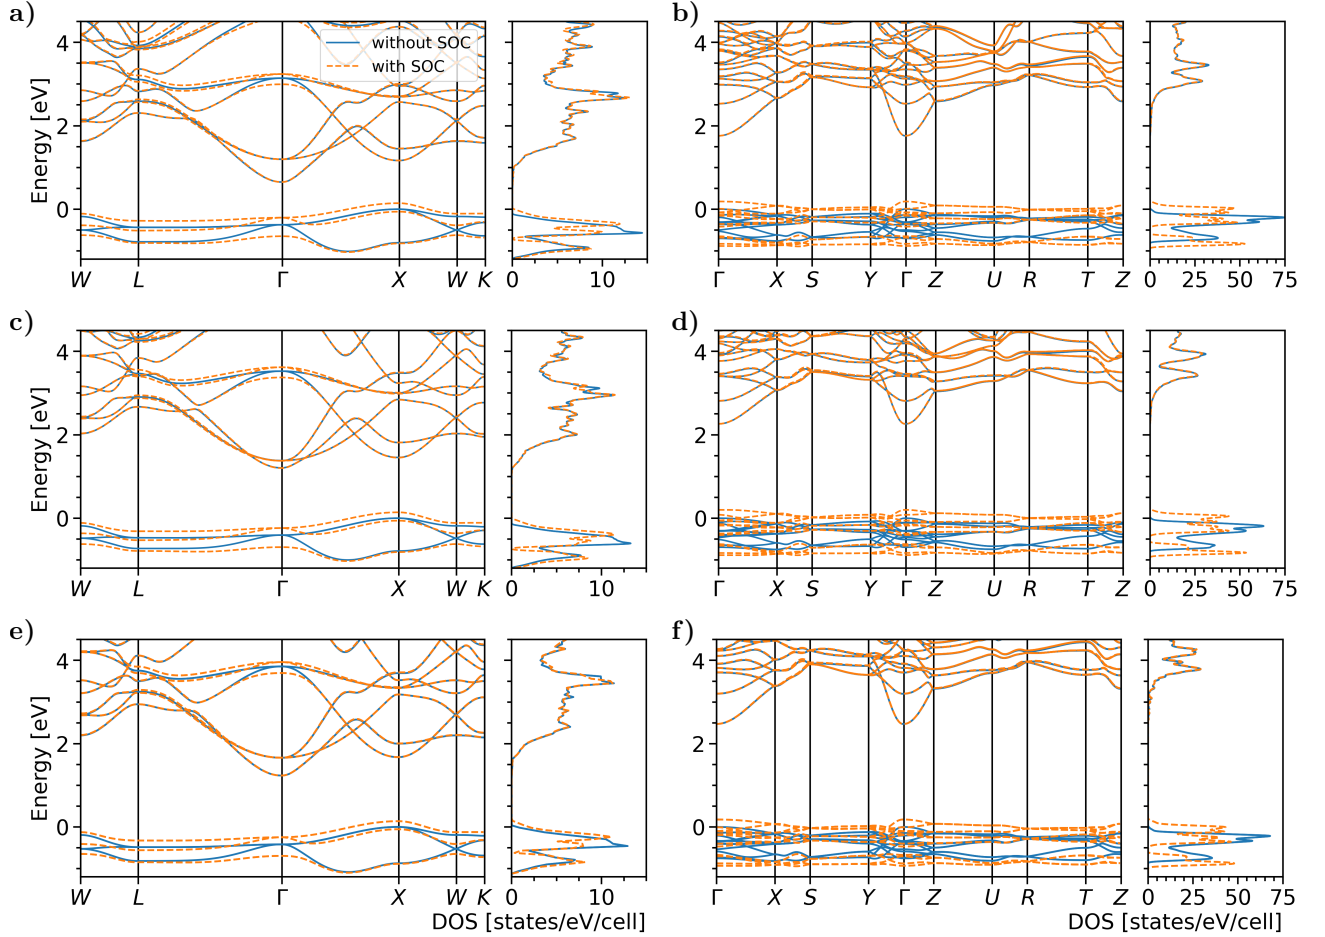 a)
b)
Energy [eV]
4
2
0
without SOC
with SOC
W L Γ X W K
0 10
4
2
0
Γ X S Y Γ Z U R T Z
0 25 50 75
c)
d)
Energy [eV]
4
2
0
W L Γ X W K
0 10
4
2
0
Γ X S Y Γ Z U R T Z
0 25 50 75
e)
f)
Energy [eV]
4
2
0
W L Γ X W K
0 10
DOS [states/eV/cell]
4
2
0
Γ X S Y Γ Z U R T Z
0 25 50 75
DOS [states/eV/cell]